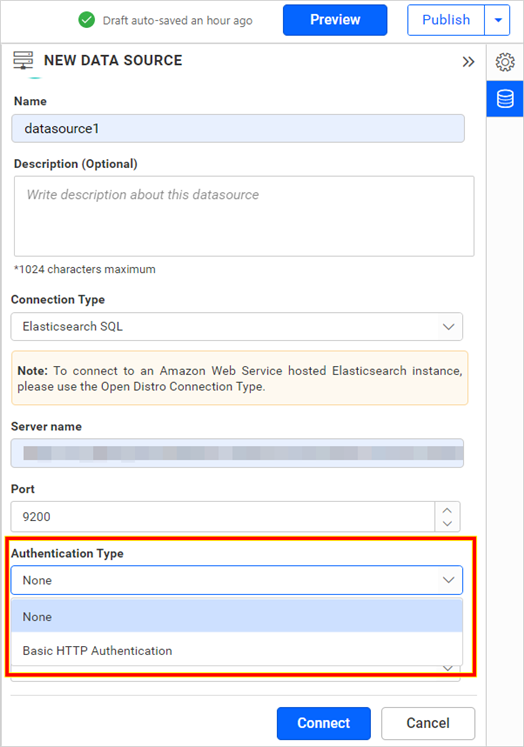 Draft auto-saved an hour ago
Preview
Publish
NEW DATA SOURCE
Name
datasource1
Description (Optional)
Write description about this datasource
*1024 characters maximum
Connection Type
Elasticsearch SQL
Note: To connect to an Amazon Web Service hosted Elasticsearch instance,
please use the Open Distro Connection Type.
Server name
Port
9200
Authentication Type
None
None
Basic HTTP Authentication
Connect
Cancel